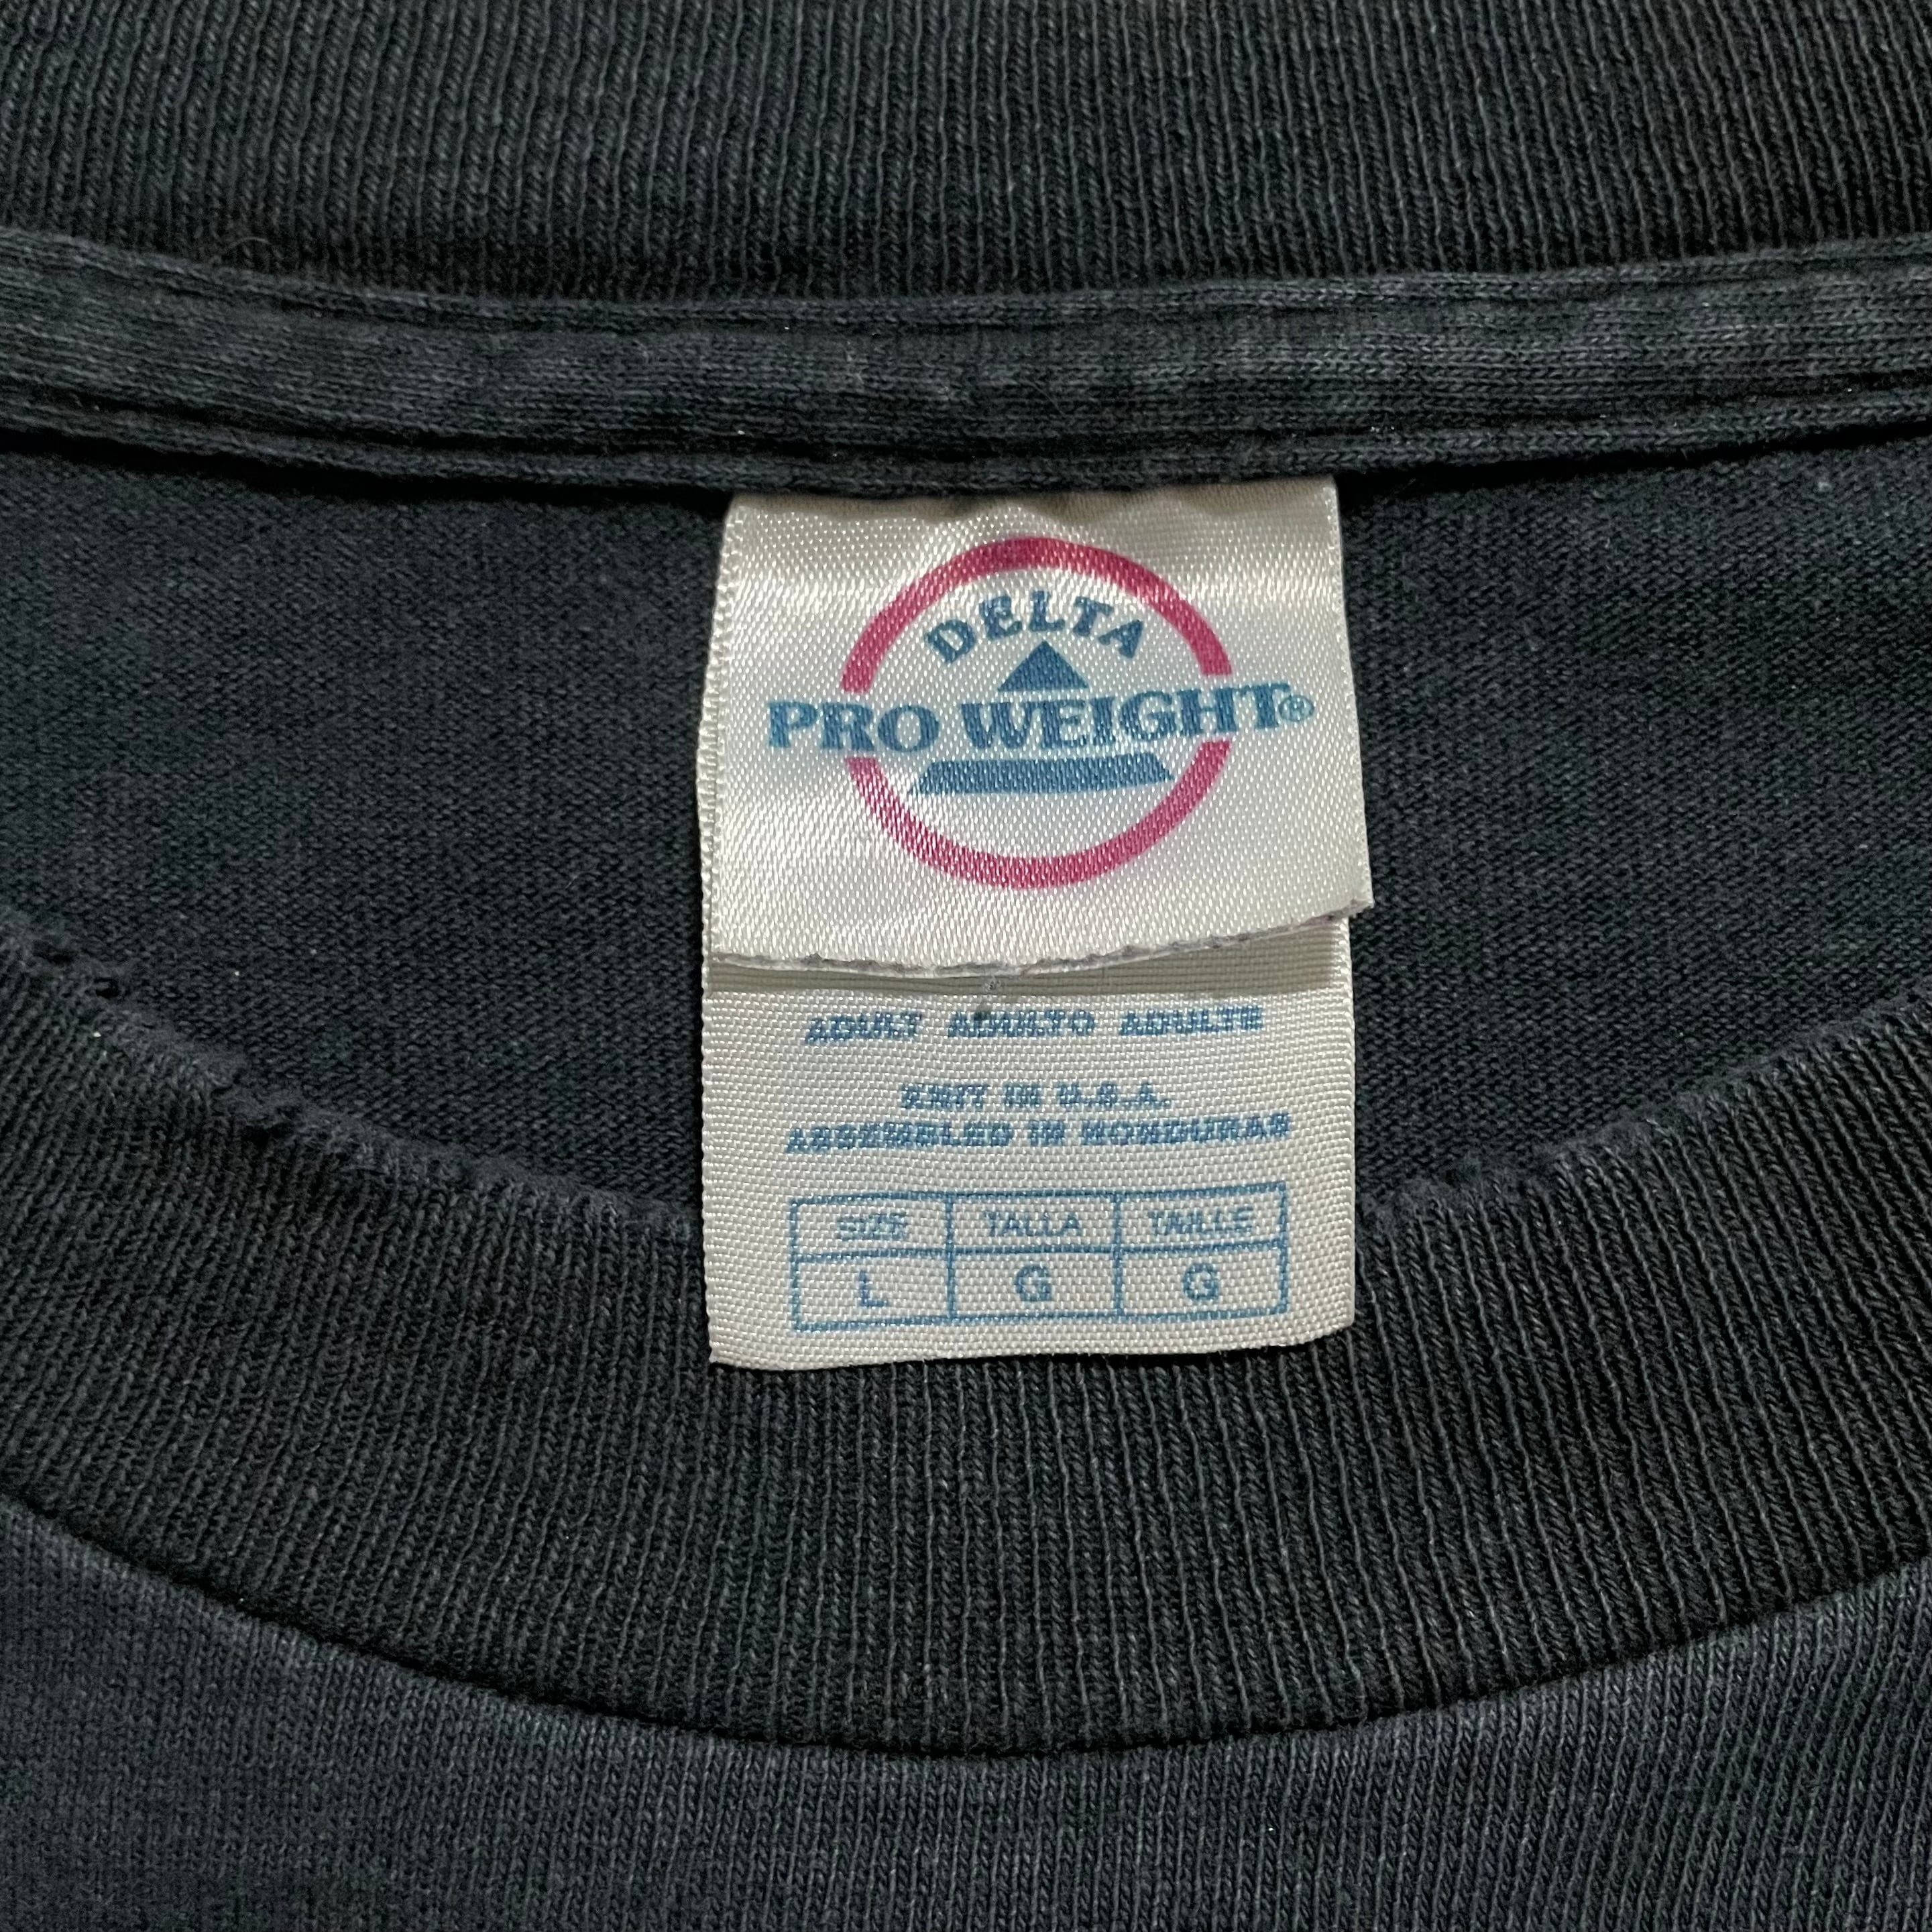 DELTA
PRO WEIGHT®
ADULT ADULTO ADULTE
KNIT IN U.S.A.
ASSEMBLED IN HONDURAS
SIZE TALLA TAILLE
L G G